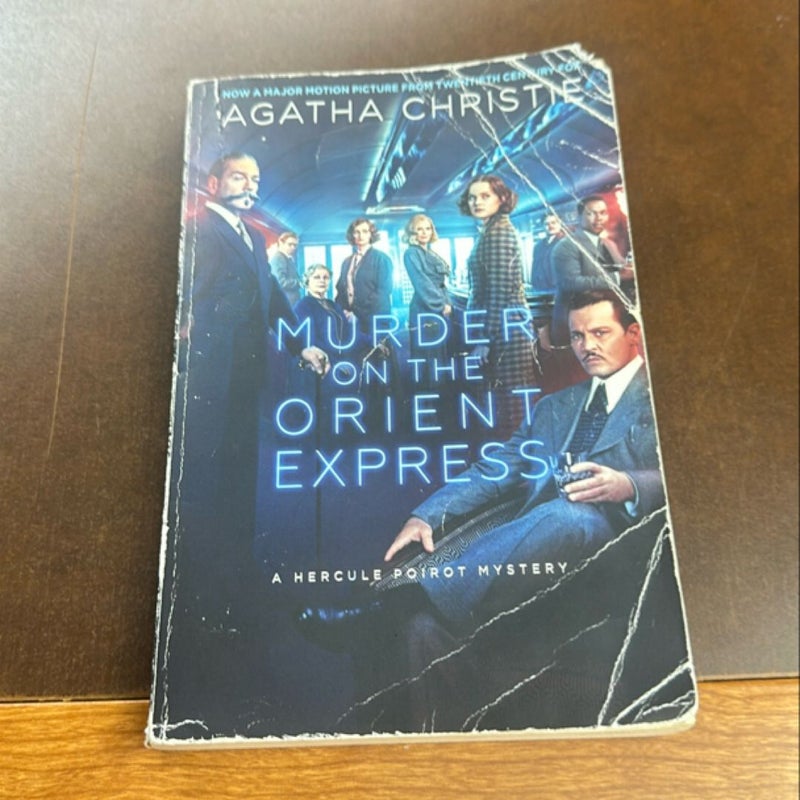 NOW A MAJOR MOTION PICTURE FROM TWENTIETH CENTURY FOX
AGATHA CHRISTIE
MURDER
ON THE
ORIENT
EXPRESS
A HERCULE POIROT MYSTERY